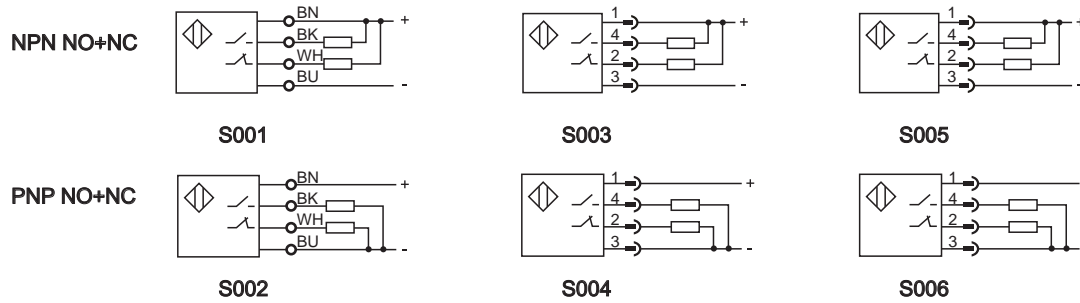 NPN NO+NC
BN
+
BK
WH
BU
-
S001
1
+
4
2
3
-
S003
1
+
4
2
3
-
S005
PNP NO+NC
BN
+
BK
WH
BU
-
S002
1
+
4
2
3
-
S004
1
4
2
3
S006